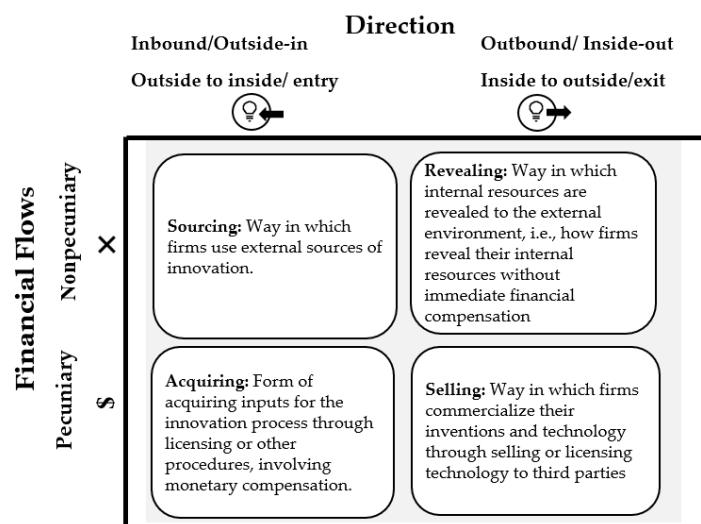 Direction
Inbound/Outside-in
Outside to inside/ entry
Outbound/ Inside-out
Inside to outside/exit
Financial Flows
Nonpecuniary
×
Sourcing: Way in which
firms use external sources of
innovation.
Revealing: Way in which
internal resources are
revealed to the external
environment, i.e., how firms
reveal their internal
resources without
immediate financial
compensation
Pecuniary
$
Acquiring: Form of
acquiring inputs for the
innovation process through
licensing or other
procedures, involving
monetary compensation.
Selling: Way in which firms
commercialize their
inventions and technology
through selling or licensing
technology to third parties